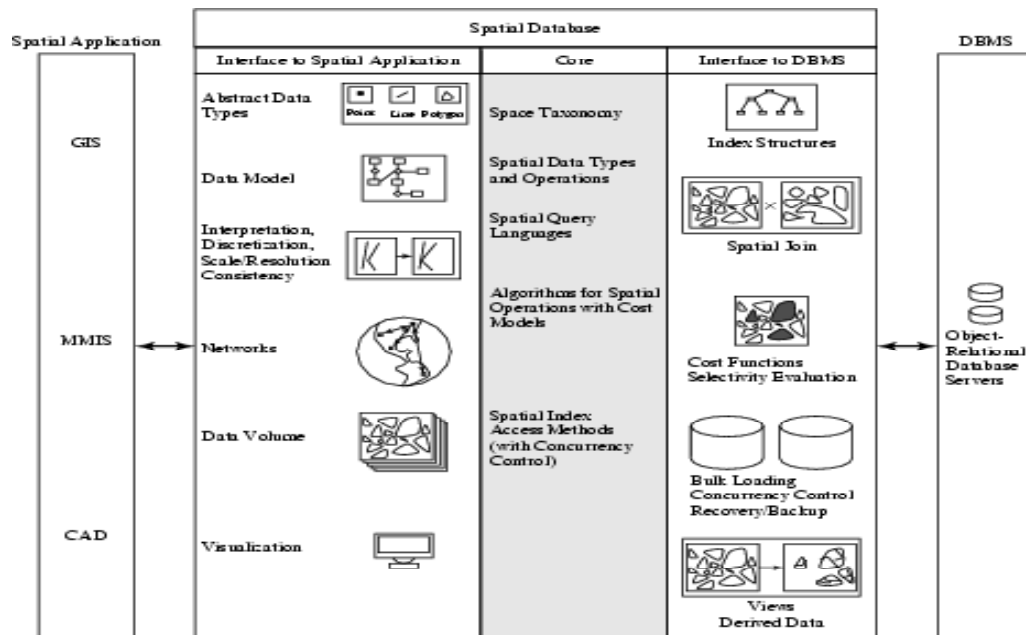 Spatial Application
Spatial Database
DBMS
Interface to Spatial Application
Core
Interface to DBMS
GIS
MMIS
CAD
Abstract Data
Types
Point Line Polygon
Data Model
Interpretation,
Discretization,
Scale/Resolution
Consistency
Networks
Data Volume
Visualization
Space Taxonomy
Spatial Data Types
and Operations
Spatial Query
Languages
Algorithms for Spatial
Operations with Cost
Models
Spatial Index
Access Methods
(with Concurrency
Control)
Index Structures
×
Spatial Join
Cost Functions
Selectivity Evaluation
Bulk Loading
Concurrency Control
Recovery/Backup
Views
Derived Data
Object-
Relational
Database
Servers